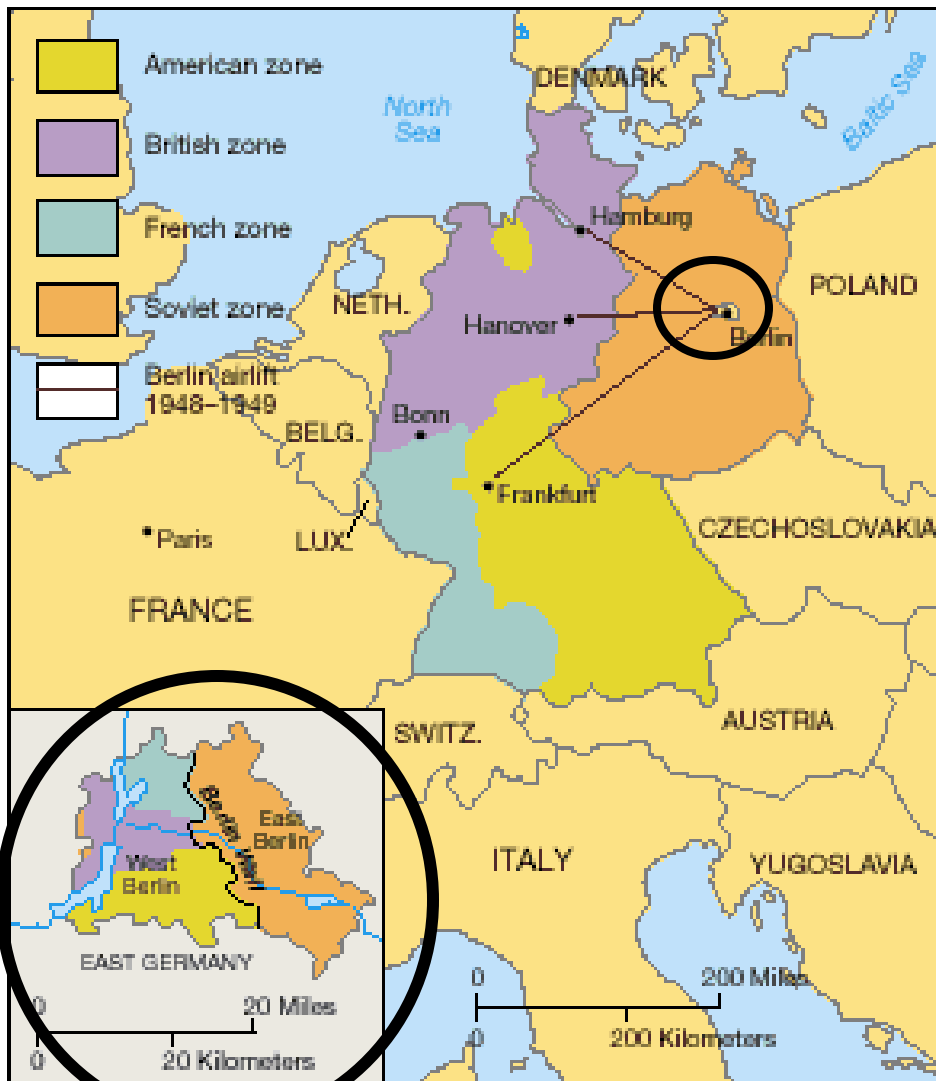 American zone
British zone
French zone
Soviet zone
Berlin airlift
1948–1949
North
Sea
DENMARK
Baltic Sea
Hamburg
POLAND
NETH.
Hanover
Berlin
Bonn
BELG.
Frankfurt
Paris
LUX.
CZECHOSLOVAKIA
FRANCE
SWITZ.
AUSTRIA
ITALY
YUGOSLAVIA
Berlin Wall
East
Berlin
West
Berlin
EAST GERMANY
0 20 Miles
0 20 Kilometers
0 200 Miles
0 200 Kilometers